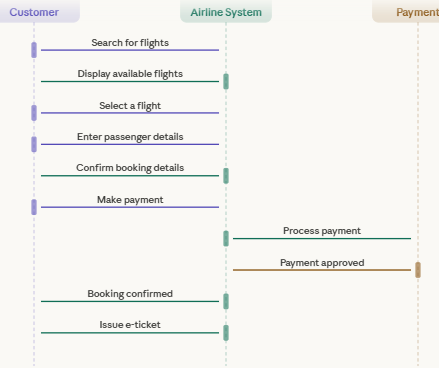 Customer
Airline System
Payment
Search for flights
Display available flights
Select a flight
Enter passenger details
Confirm booking details
Make payment
Process payment
Payment approved
Booking confirmed
Issue e-ticket